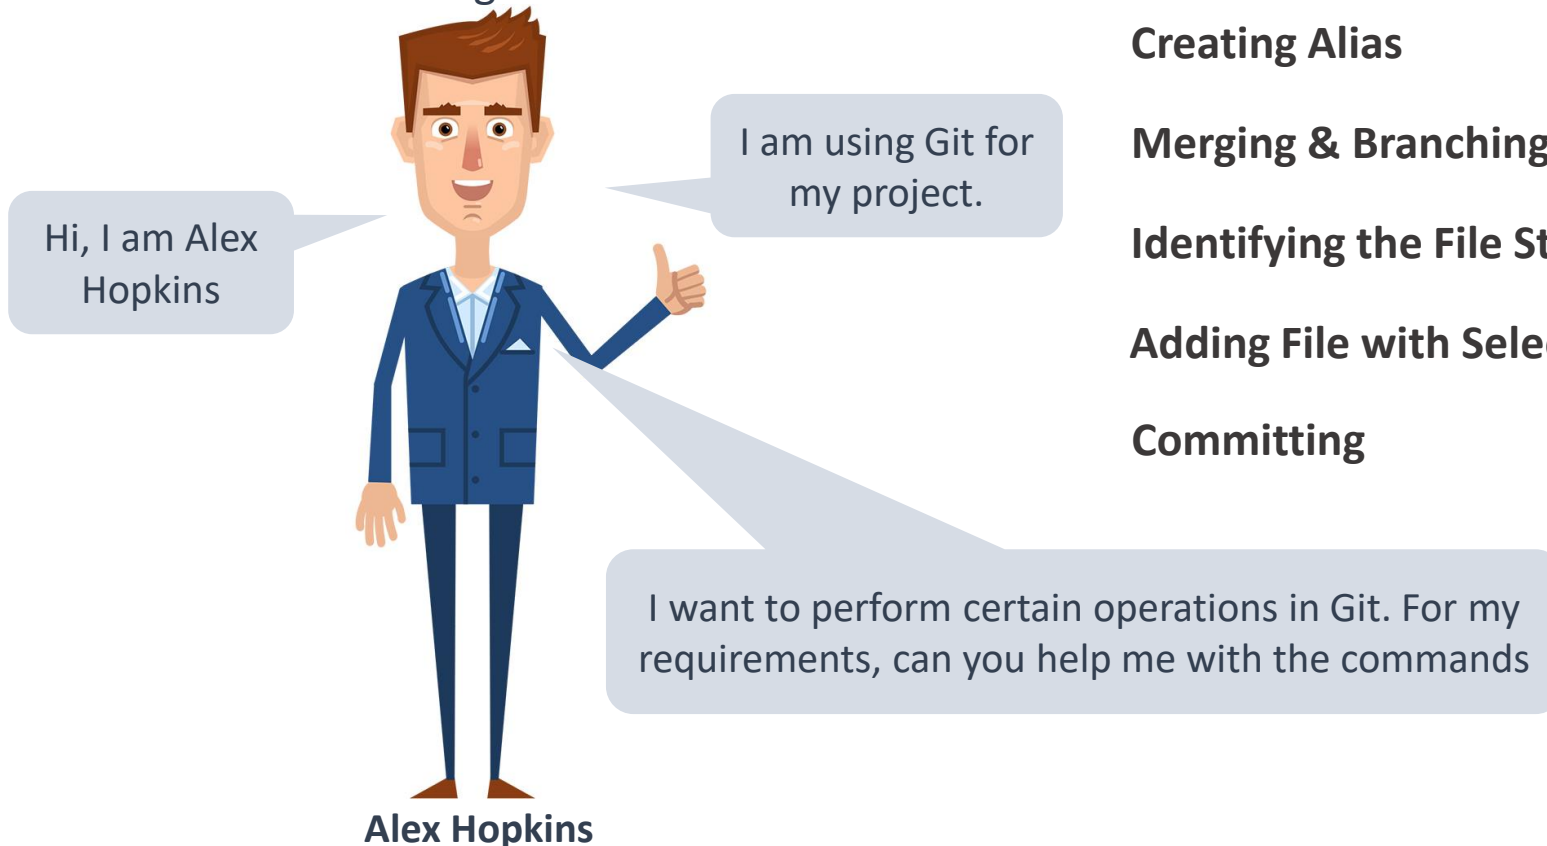 Hi, I am Alex
Hopkins
I am using Git for
my project.
Creating Alias
Merging & Branching
Identifying the File
Adding File with
Committing
I want to perform certain operations in Git. For my
requirements, can you help me with the commands
Alex Hopkins